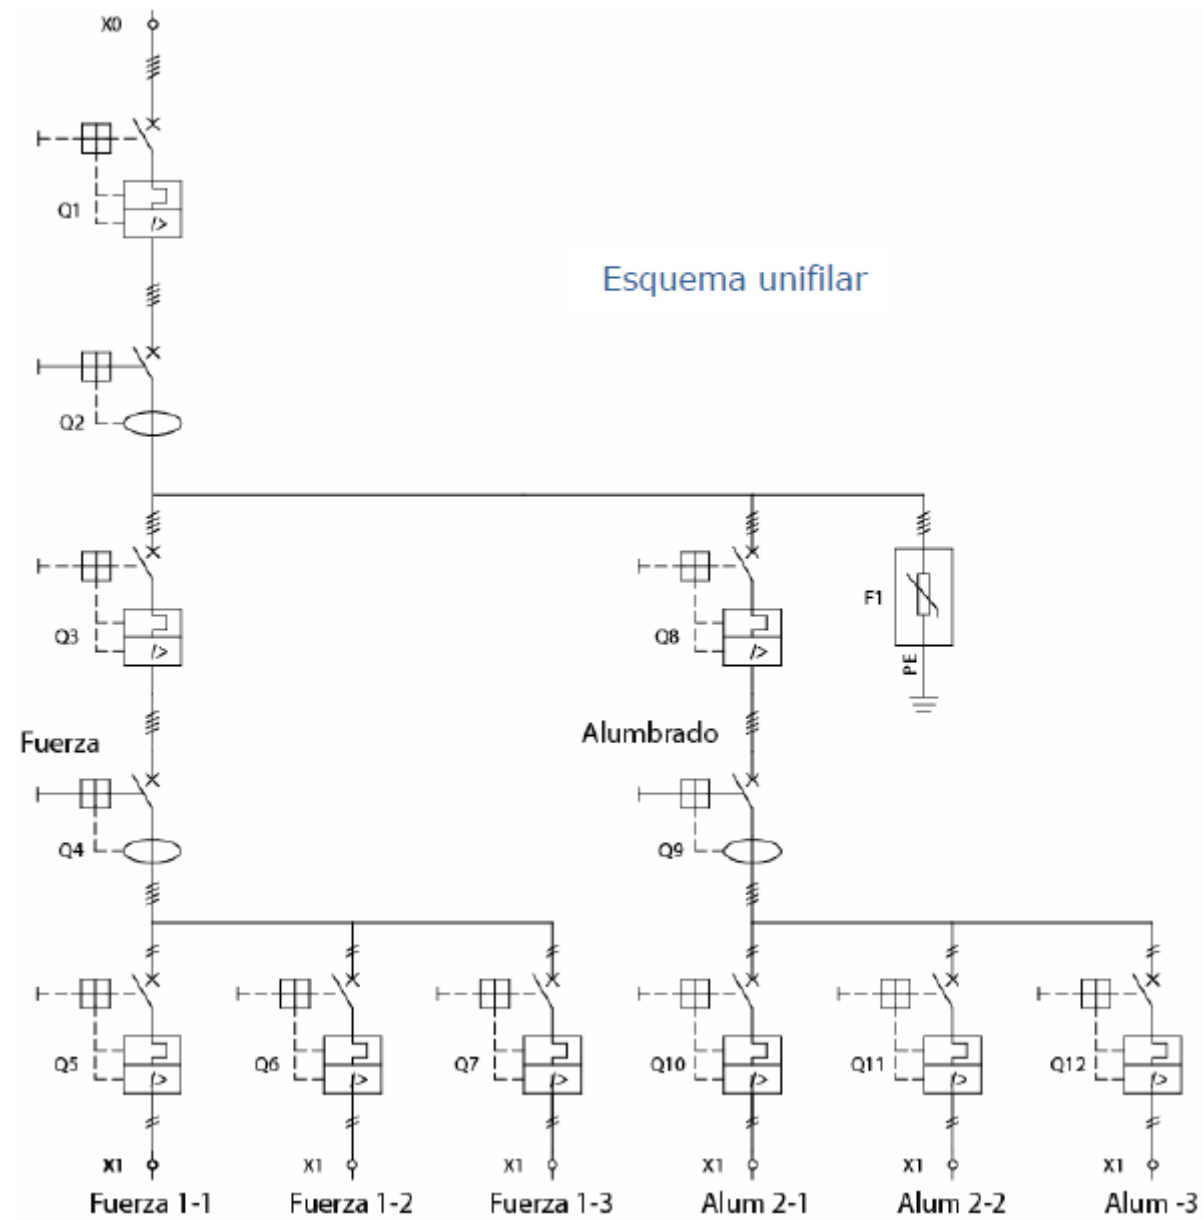 X0
Q1
I>
Esquema unifilar
Q2
Q3
I>
Q8
I>
F1
PE
Fuerza
Alumbrado
Q4
Q9
Q5
I>
Q6
I>
Q7
I>
Q10
I>
Q11
I>
Q12
I>
X1
X1
X1
X1
X1
X1
Fuerza 1-1
Fuerza 1-2
Fuerza 1-3
Alum 2-1
Alum 2-2
Alum -3